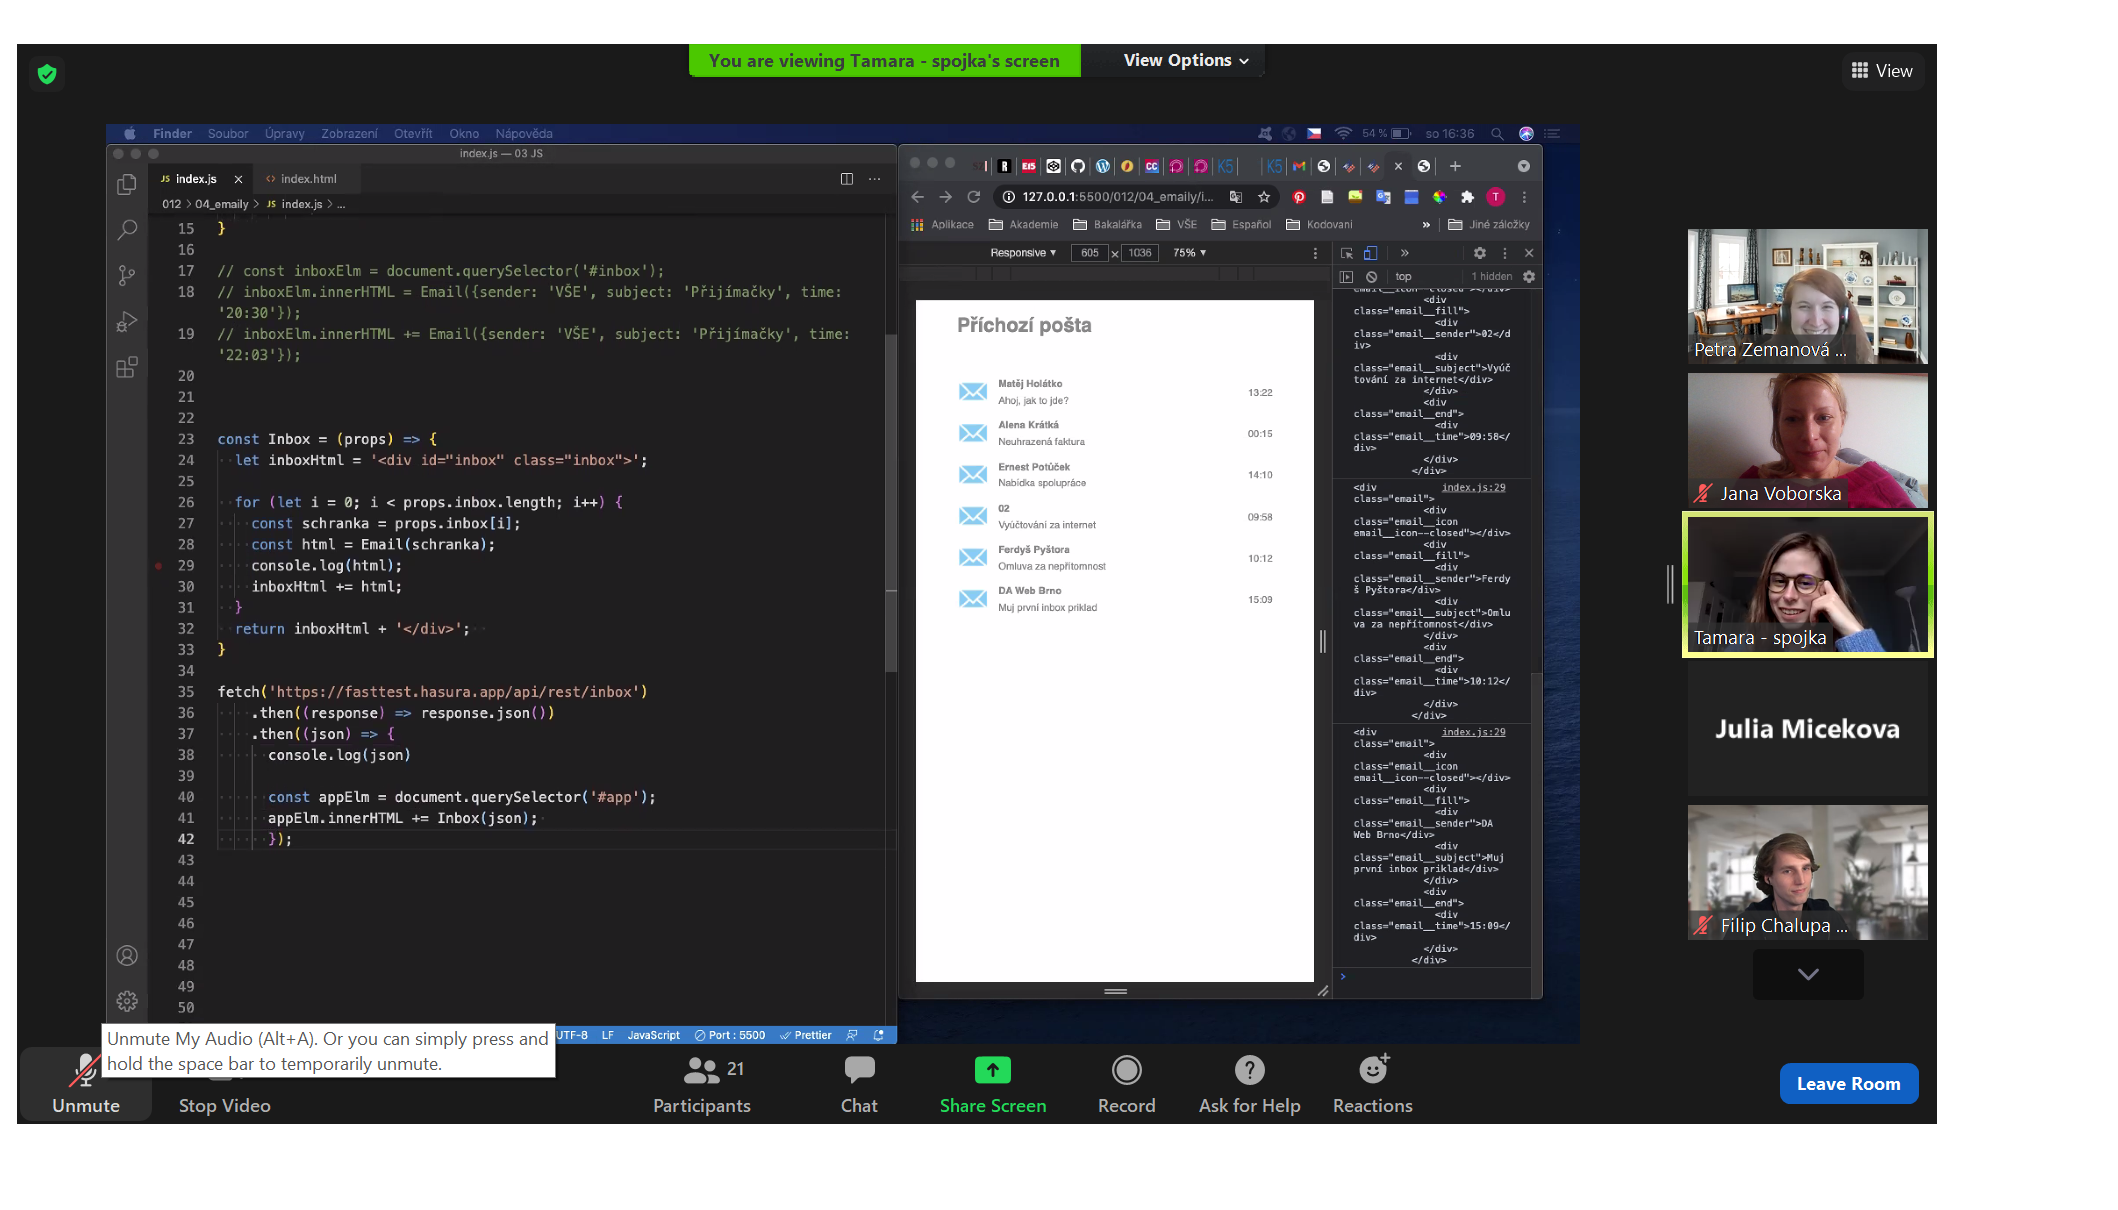 You are viewing Tamara - spojka's screen
View Options
View
Finder Soubor Úpravy Zobrazení Otevřít Okno Nápověda
54 % so 16:36
index.js — 03 JS
JS index.js
<> index.html
012 > 04_emaily > JS index.js > ...
15 }
16
17 // const inboxElm = document.querySelector('#inbox');
18 // inboxElm.innerHTML = Email({sender: 'VŠE', subject: 'Přijímačky', time:
'20:30'});
19 // inboxElm.innerHTML += Email({sender: 'VŠE', subject: 'Přijímačky', time:
'22:03'});
20
21
22
23 const Inbox = (props) => {
24 let inboxHtml = '<div id="inbox" class="inbox">';
25
26 for (let i = 0; i < props.inbox.length; i++) {
27 const schranka = props.inbox[i];
28 const html = Email(schranka);
29 console.log(html);
30 inboxHtml += html;
31 }
32 return inboxHtml + '</div>';
33 }
34
35 fetch('https://fasttest.hasura.app/api/rest/inbox')
36 .then((response) => response.json())
37 .then((json) => {
38 console.log(json)
39
40 const appElm = document.querySelector('#app');
41 appElm.innerHTML += Inbox(json);
42 });
43
44
45
46
47
48
49
50
UTF-8 LF JavaScript Port : 5500 Prettier
R E15 CC K5 K5
127.0.0.1:5500/012/04_emaily/i...
T
Aplikace Akademie Bakalářka VŠE Español Kodovani » Jiné záložky
Responsive 605 x 1036 75%
»
top 1 hidden
Příchozí pošta
Matěj Holátko
Ahoj, jak to jde?
13:22
Alena Krátká
Neuhrazená faktura
00:15
Ernest Potůček
Nabídka spolupráce
14:10
02
Vyúčtování za internet
09:58
Ferdyš Pyštora
Omluva za nepřítomnost
10:12
DA Web Brno
Muj první inbox priklad
15:09
email__icon--closed"></div>
<div
class="email__fill">
<div
class="email__sender">02</d
iv>
<div
class="email__subject">Vyúč
tování za internet</div>
</div>
<div
class="email__end">
<div
class="email__time">09:58</
div>
</div>
</div>
<div index.js:29
class="email">
<div
class="email__icon
email__icon--closed"></div>
<div
class="email__fill">
<div
class="email__sender">Ferdy
š Pyštora</div>
<div
class="email__subject">Omlu
va za nepřítomnost</div>
</div>
<div
class="email__end">
<div
class="email__time">10:12</
div>
</div>
</div>
<div index.js:29
class="email">
<div
class="email__icon
email__icon--closed"></div>
<div
class="email__fill">
<div
class="email__sender">DA
Web Brno</div>
<div
class="email__subject">Muj
první inbox priklad</div>
</div>
<div
class="email__end">
<div
class="email__time">15:09</
div>
</div>
</div>
>
Petra Zemanová ...
Jana Voborska
Tamara - spojka
Julia Micekova
Filip Chalupa ...
Unmute My Audio (Alt+A). Or you can simply press and
hold the space bar to temporarily unmute.
Unmute
Stop Video
21
Participants
Chat
Share Screen
Record
Ask for Help
Reactions
Leave Room